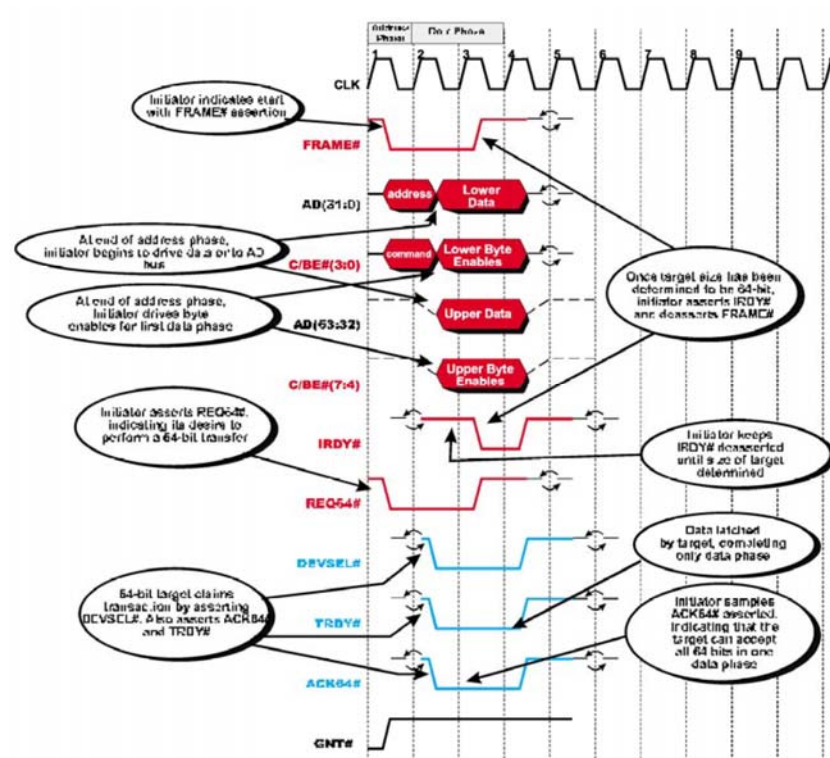 Address
Phase
Data Phase
1 2 3 4 5 6 7 8 9
CLK
Initiator indicates start
with FRAME# assertion
FRAME#
AD(31:0)
address
Lower
Data
At end of address phase,
initiator begins to drive data onto AD
bus
C/BE#(3:0)
command
Lower Byte
Enables
Once target size has been
determined to be 64-bit,
initiator asserts IRDY#
and deasserts FRAME#
At end of address phase,
Initiator drives byte
enables for first data phase
AD(63:32)
Upper Data
C/BE#(7:4)
Upper Byte
Enables
Initiator asserts REQ64#,
indicating its desire to
perform a 64-bit transfer
IRDY#
Initiator keeps
IRDY# deasserted
until size of target
determined
REQ64#
Data latched
by target, completing
only data phase
DEVSEL#
64-bit target claims
transaction by asserting
DEVSEL#. Also asserts ACK64#
and TRDY#
TRDY#
Initiator samples
ACK64# asserted,
indicating that the
target can accept
all 64 bits in one
data phase
ACK64#
GNT#